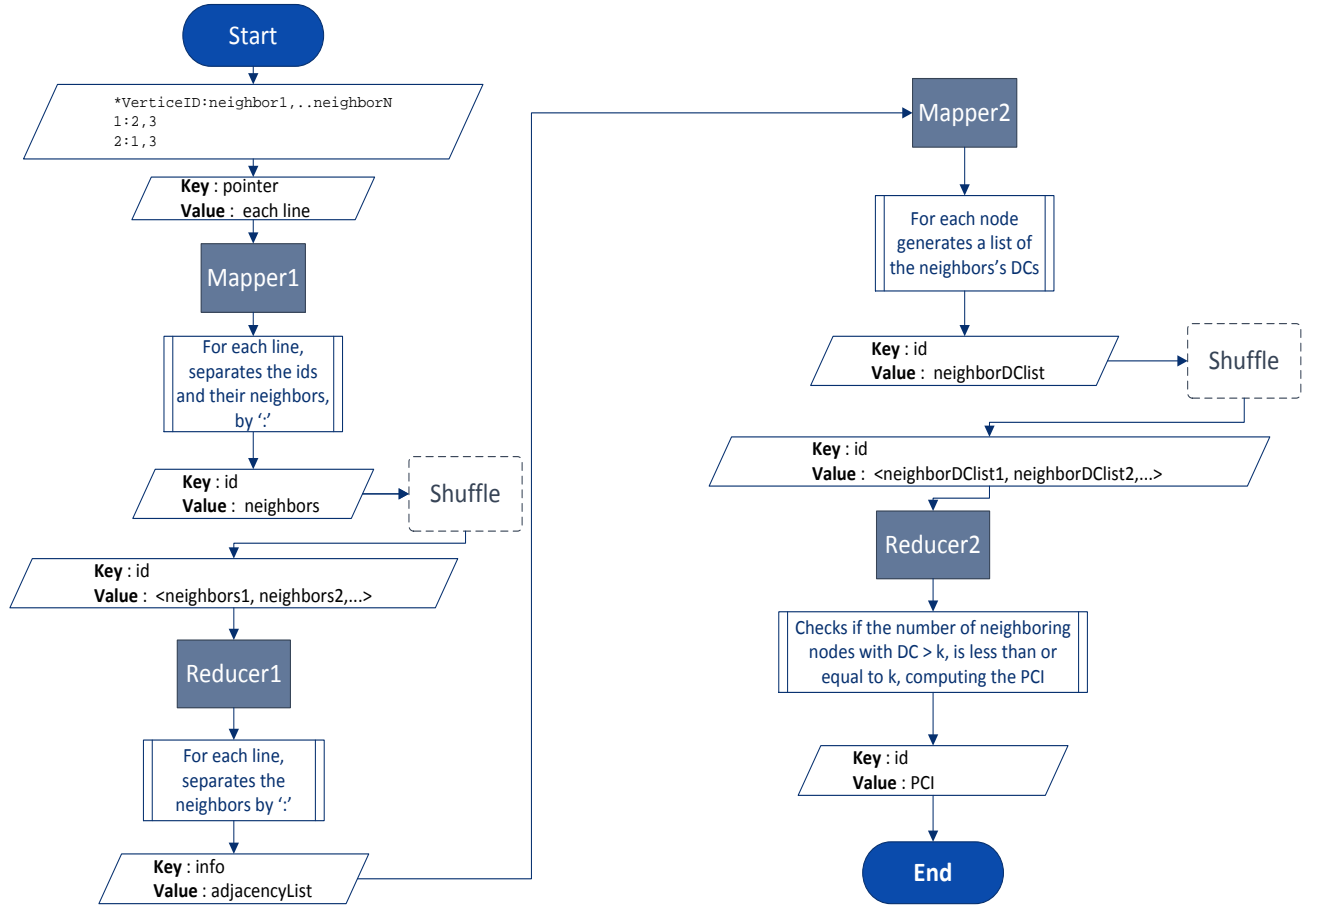 Start
*VerticeID:neighbor1,..neighborN
1:2,3
2:1,3
Key : pointer
Value : each line
Mapper1
For each line,
separates the ids
and their neighbors,
by ‘:’
Key : id
Value : neighbors
Shuffle
Key : id
Value : <neighbors1, neighbors2,...>
Reducer1
For each line,
separates the
neighbors by ‘:’
Key : info
Value : adjacencyList
Mapper2
For each node
generates a list of
the neighbors’s DCs
Key : id
Value : neighborDClist
Shuffle
Key : id
Value : <neighborDClist1, neighborDClist2,...>
Reducer2
Checks if the number of neighboring
nodes with DC > k, is less than or
equal to k, computing the PCI
Key : id
Value : PCI
End